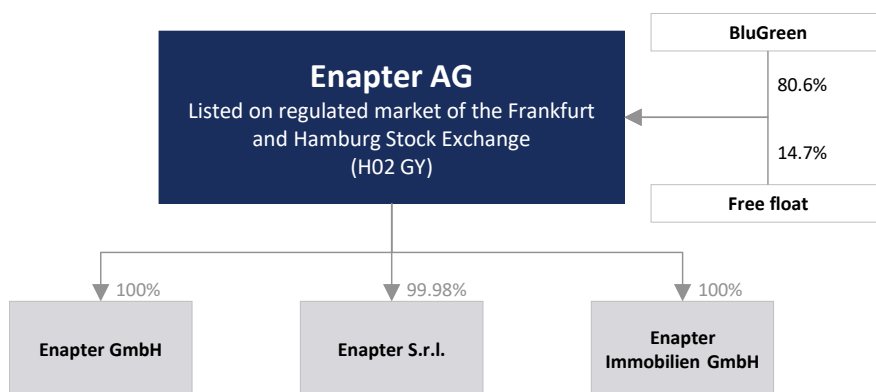 BluGreen
80.6%
Enapter AG
Listed on regulated market of the Frankfurt
and Hamburg Stock Exchange
(H02 GY)
14.7%
Free float
100%
99.98%
100%
Enapter GmbH
Enapter S.r.l.
Enapter
Immobilien GmbH